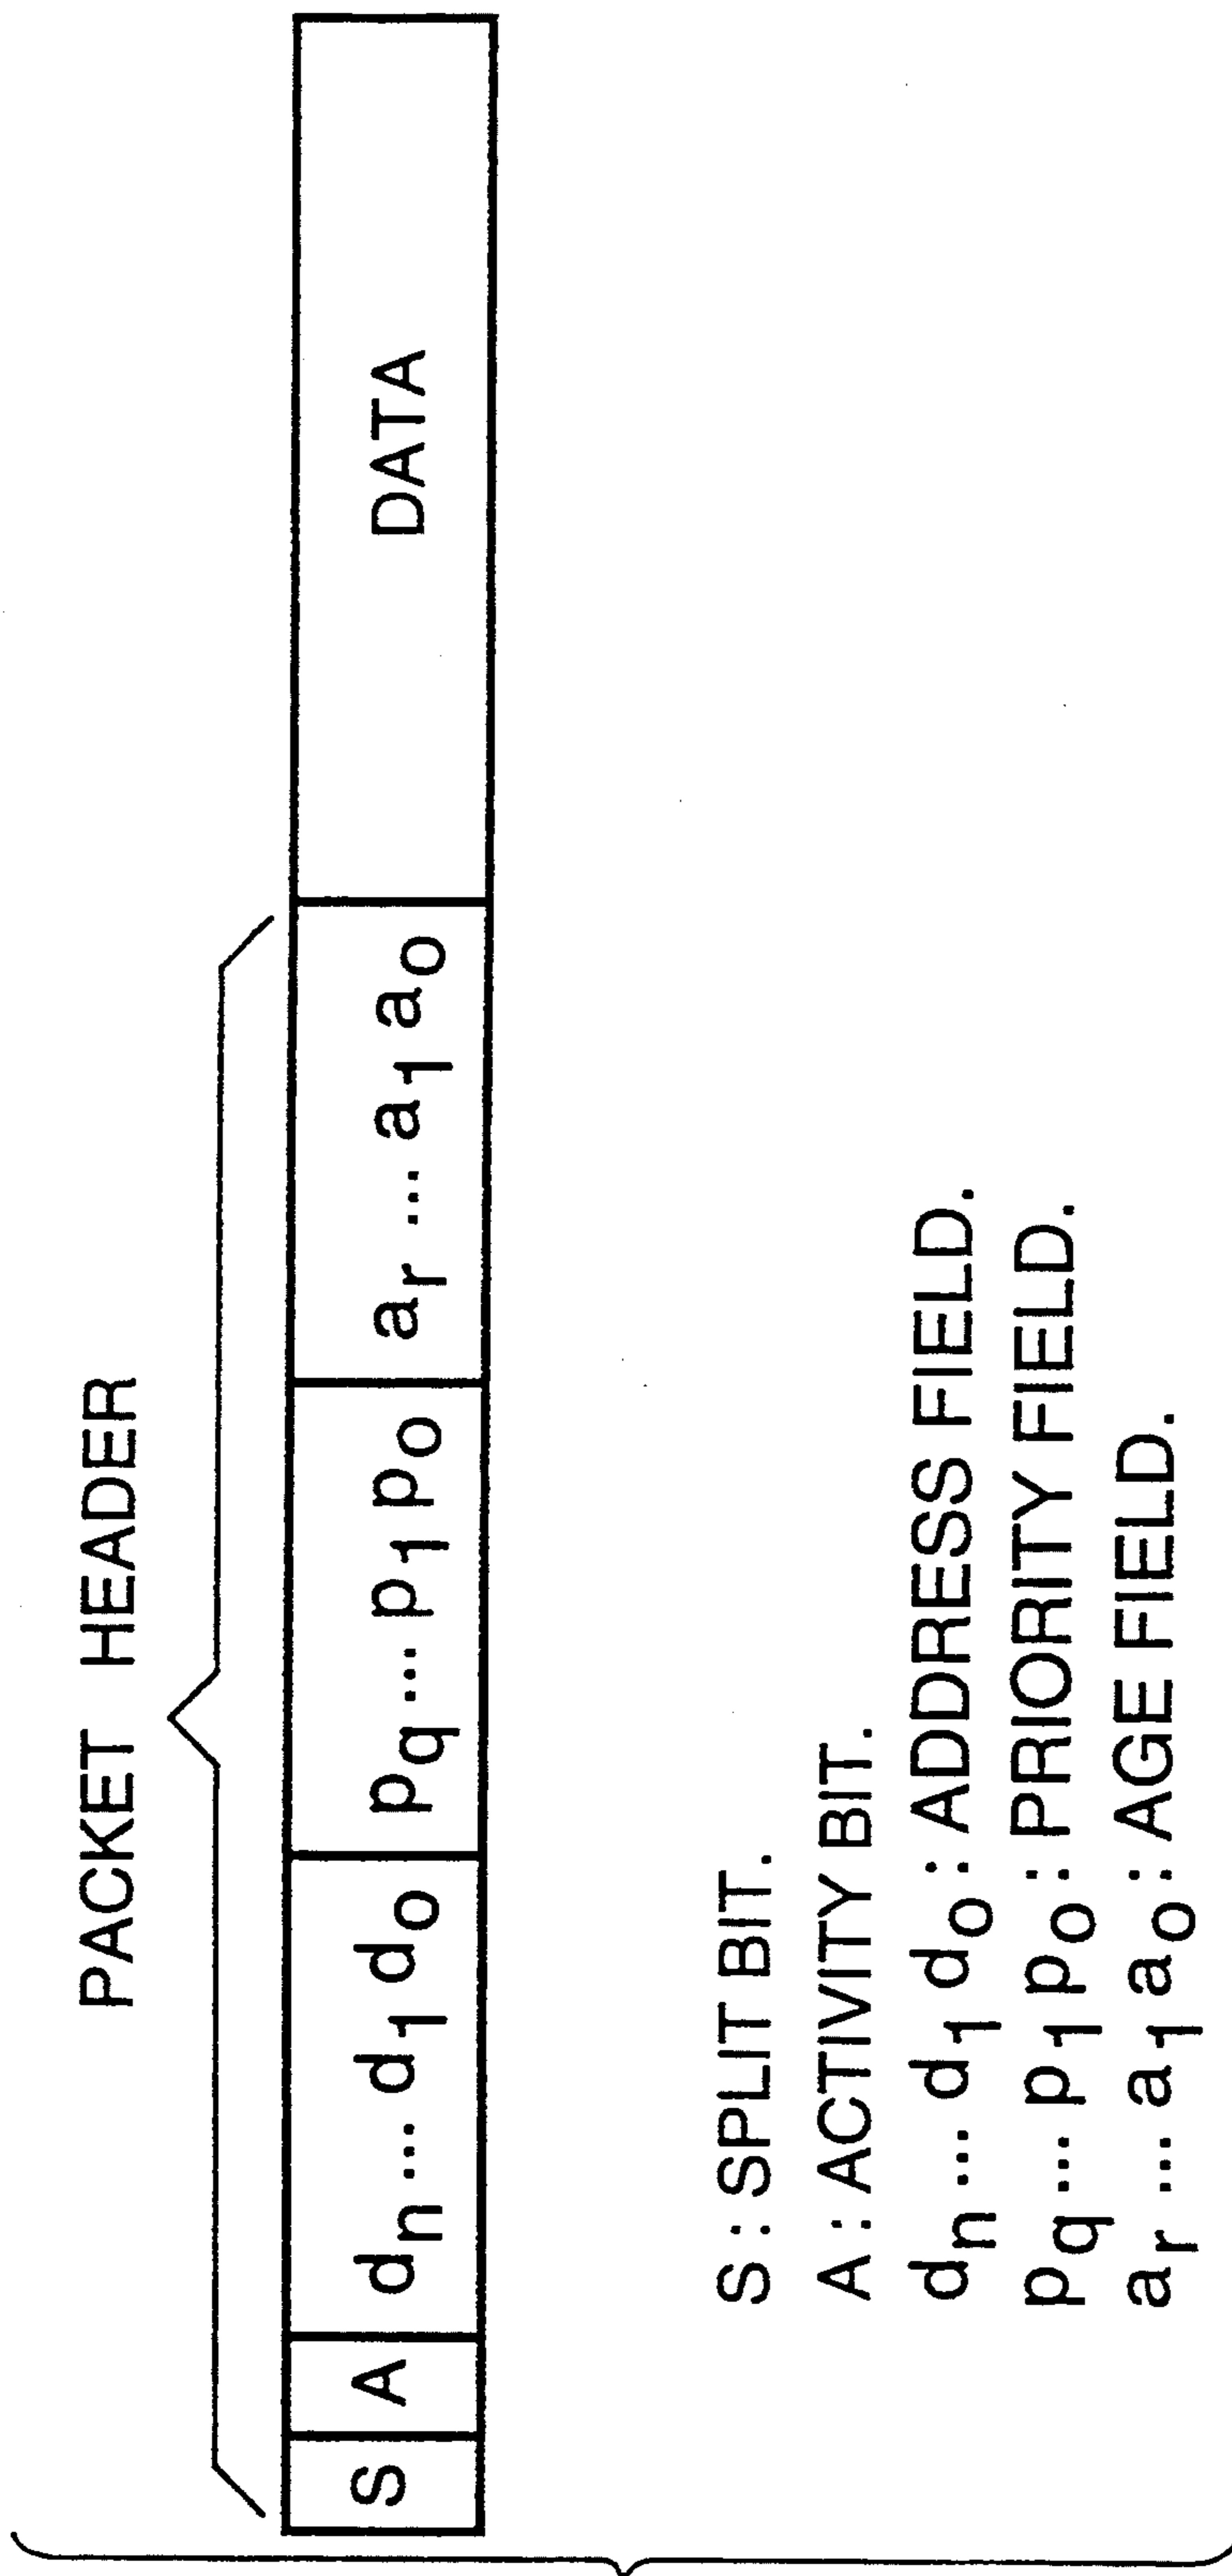 PACKET HEADER
S A dn ... d1 d0 pq ... p1 p0 ar ... a1 a0 DATA
S : SPLIT BIT.
A : ACTIVITY BIT.
dn ... d1 d0 : ADDRESS FIELD.
pq ... p1 p0 : PRIORITY FIELD.
ar ... a1 a0 : AGE FIELD.